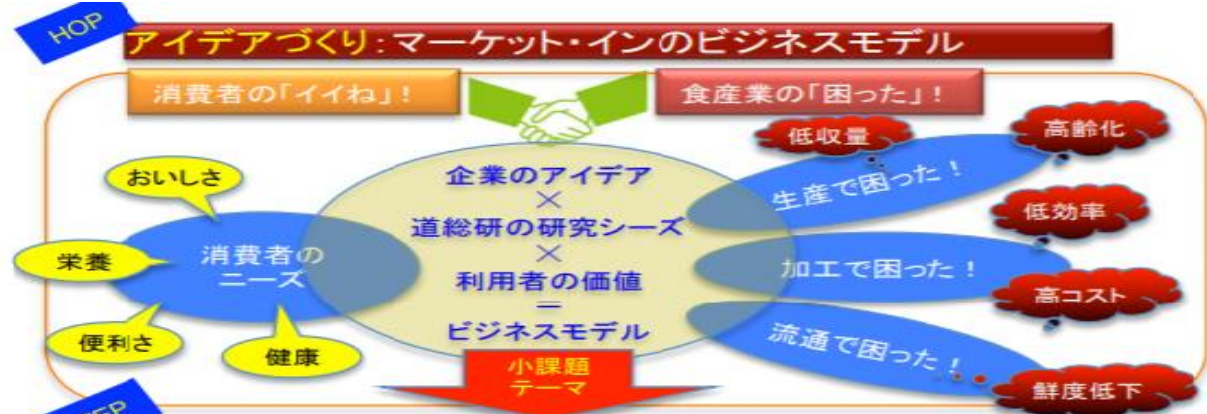 HOP
アイデアづくり:マーケット・インのビジネスモデル
消費者の「イイね」!
食産業の「困った」!
おいしさ
栄養
便利さ
健康
消費者の
ニーズ
企業のアイデア
×
道総研の研究シーズ
×
利用者の価値
=
ビジネスモデル
小課題
テーマ
低収量
高齢化
生産で困った!
低効率
加工で困った!
高コスト
流通で困った!
鮮度低下